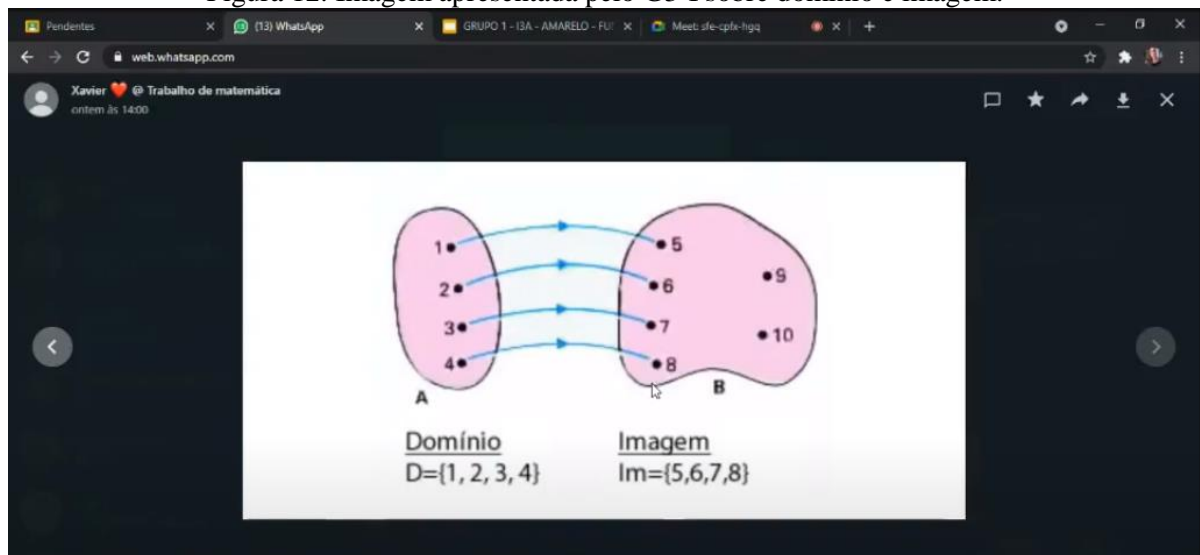 Figura 12: Imagem apresentada pelo G3-I sobre domínio e imagem.
Pendentes
(13) WhatsApp
GRUPO 1 - I3A - AMARELO - FU
Meet: sfe-cpfx-hgq
web.whatsapp.com
Xavier ❤️ @ Trabalho de matemática
ontem às 14:00
1
2
3
4
A
5
6
7
8
9
10
B
Domínio
D={1, 2, 3, 4}
Imagem
Im={5,6,7,8}